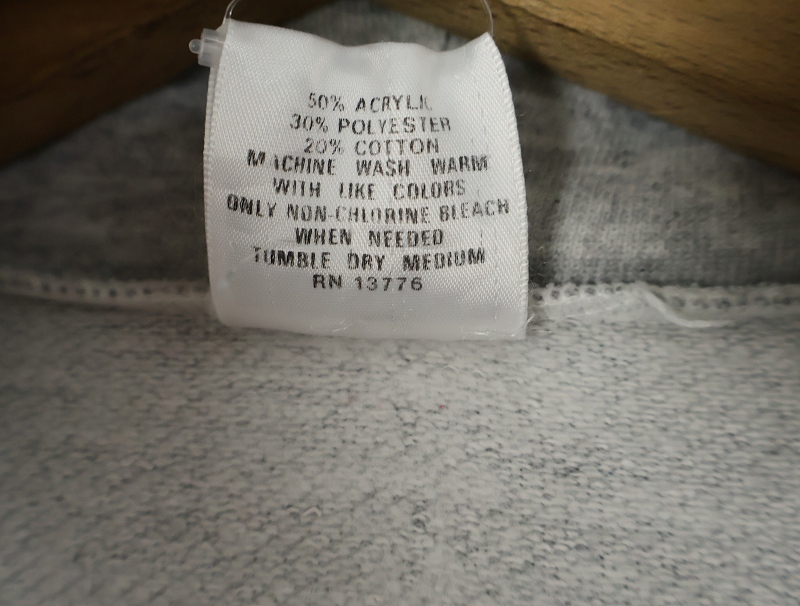 50% ACRYLIC
30% POLYESTER
20% COTTON
MACHINE WASH WARM
WITH LIKE COLORS
ONLY NON-CHLORINE BLEACH
WHEN NEEDED
TUMBLE DRY MEDIUM
RN 13776